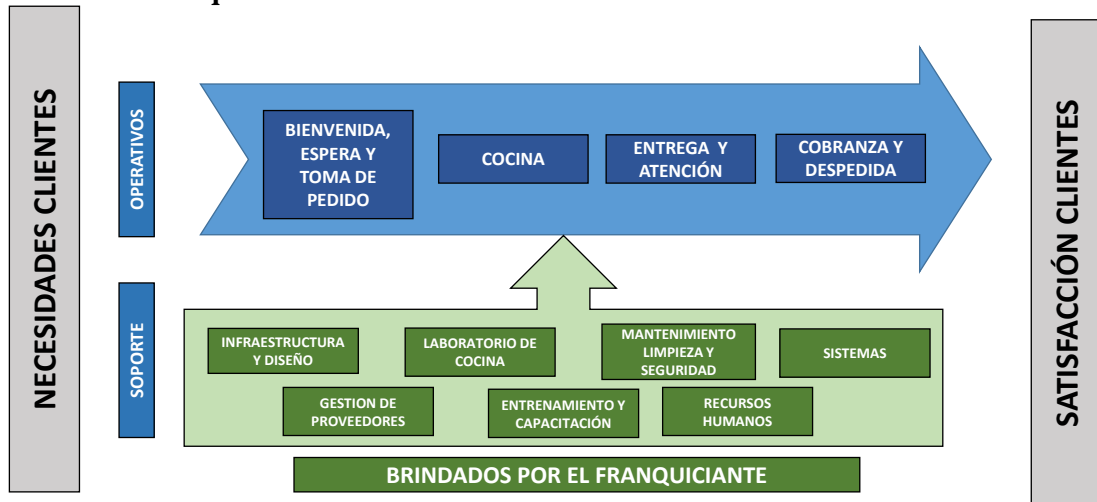 NECESIDADES CLIENTES
OPERATIVOS
BIENVENIDA,
ESPERA Y
TOMA DE
PEDIDO
COCINA
ENTREGA Y
ATENCIÓN
COBRANZA Y
DESPEDIDA
SOPORTE
INFRAESTRUCTURA
Y DISEÑO
LABORATORIO DE
COCINA
MANTENIMIENTO
LIMPIEZA Y
SEGURIDAD
SISTEMAS
GESTION DE
PROVEEDORES
ENTRENAMIENTO Y
CAPACITACIÓN
RECURSOS
HUMANOS
BRINDADOS POR EL FRANQUICIANTE
SATISFACCIÓN CLIENTES